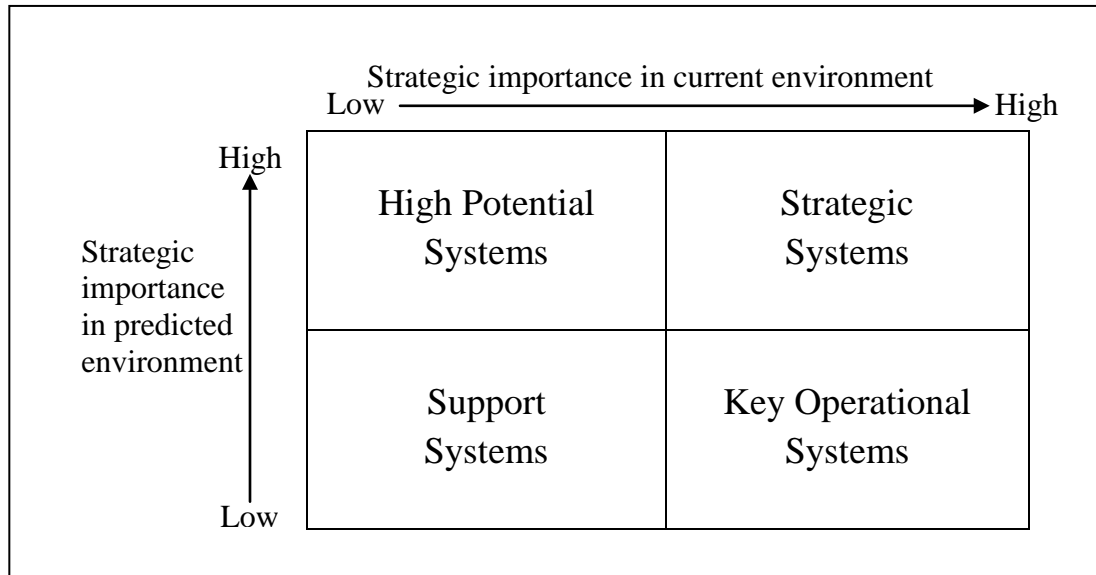 Strategic importance in current environment
Low High
High
High Potential
Systems
Strategic
Systems
Strategic
importance
in predicted
environment
Support
Systems
Key Operational
Systems
Low